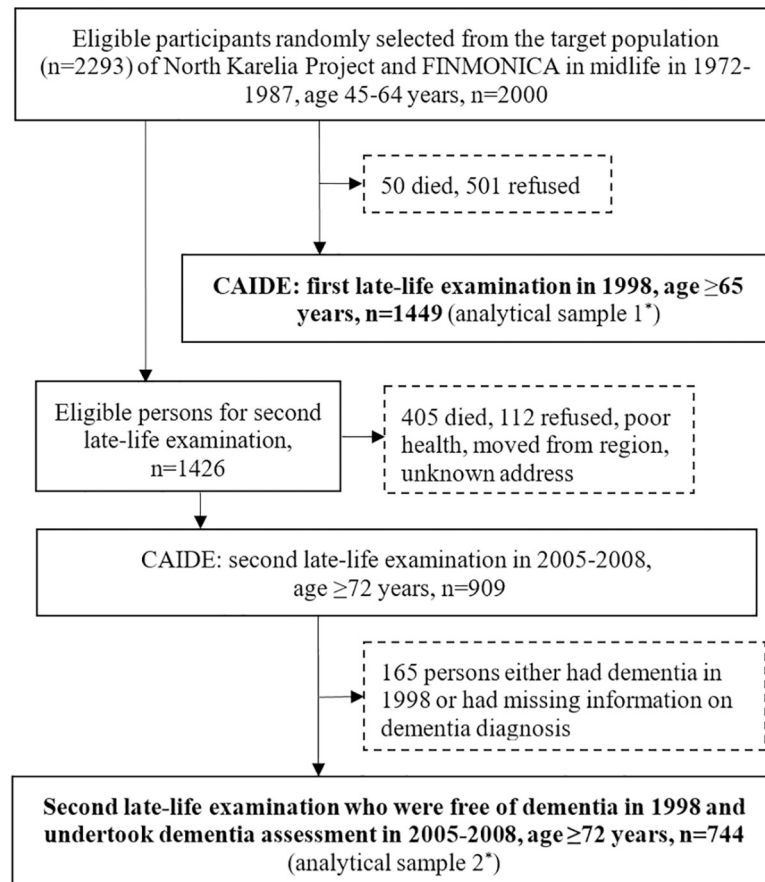 Eligible participants randomly selected from the target population
(n=2293) of North Karelia Project and FINMONICA in midlife in 1972-
1987, age 45-64 years, n=2000
50 died, 501 refused
CAIDE: first late-life examination in 1998, age ≥65
years, n=1449 (analytical sample 1*)
Eligible persons for second
late-life examination,
n=1426
405 died, 112 refused, poor
health, moved from region,
unknown address
CAIDE: second late-life examination in 2005-2008,
age ≥72 years, n=909
165 persons either had dementia in
1998 or had missing information on
dementia diagnosis
Second late-life examination who were free of dementia in 1998 and
undertook dementia assessment in 2005-2008, age ≥72 years, n=744
(analytical sample 2*)